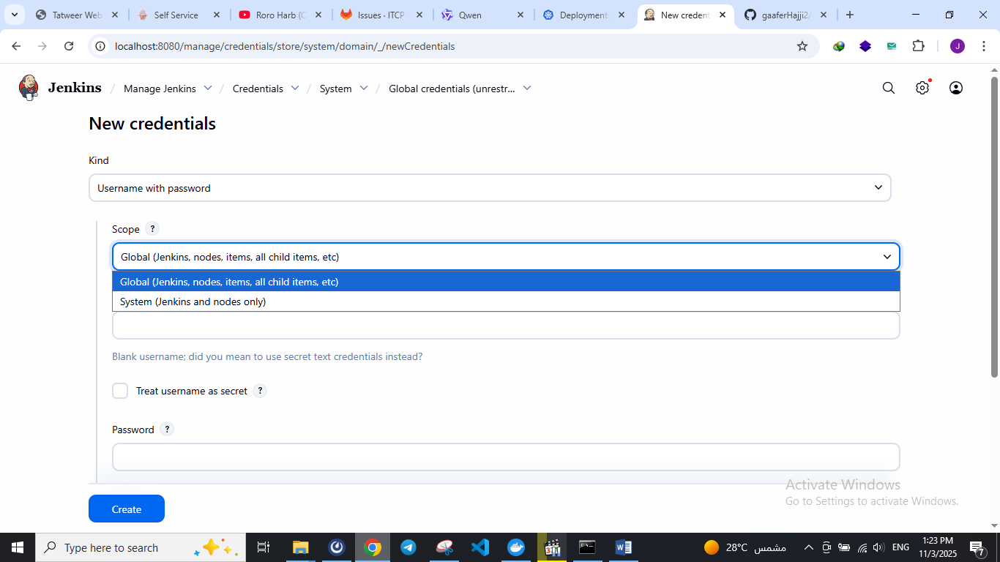 Tatweer Web
Self Service
Roro Harb (C
Issues · ITCP
Qwen
Deployment
New credent
gaaferHajji2/
localhost:8080/manage/credentials/store/system/domain/_/newCredentials
J
Jenkins / Manage Jenkins / Credentials / System / Global credentials (unrestr...
New credentials
Kind
Username with password
Scope ?
Global (Jenkins, nodes, items, all child items, etc)
Global (Jenkins, nodes, items, all child items, etc)
System (Jenkins and nodes only)
Blank username; did you mean to use secret text credentials instead?
Treat username as secret ?
Password ?
Create
Activate Windows
Go to Settings to activate Windows.
Type here to search
28°C مشمس
ENG
1:23 PM
11/3/2025
7